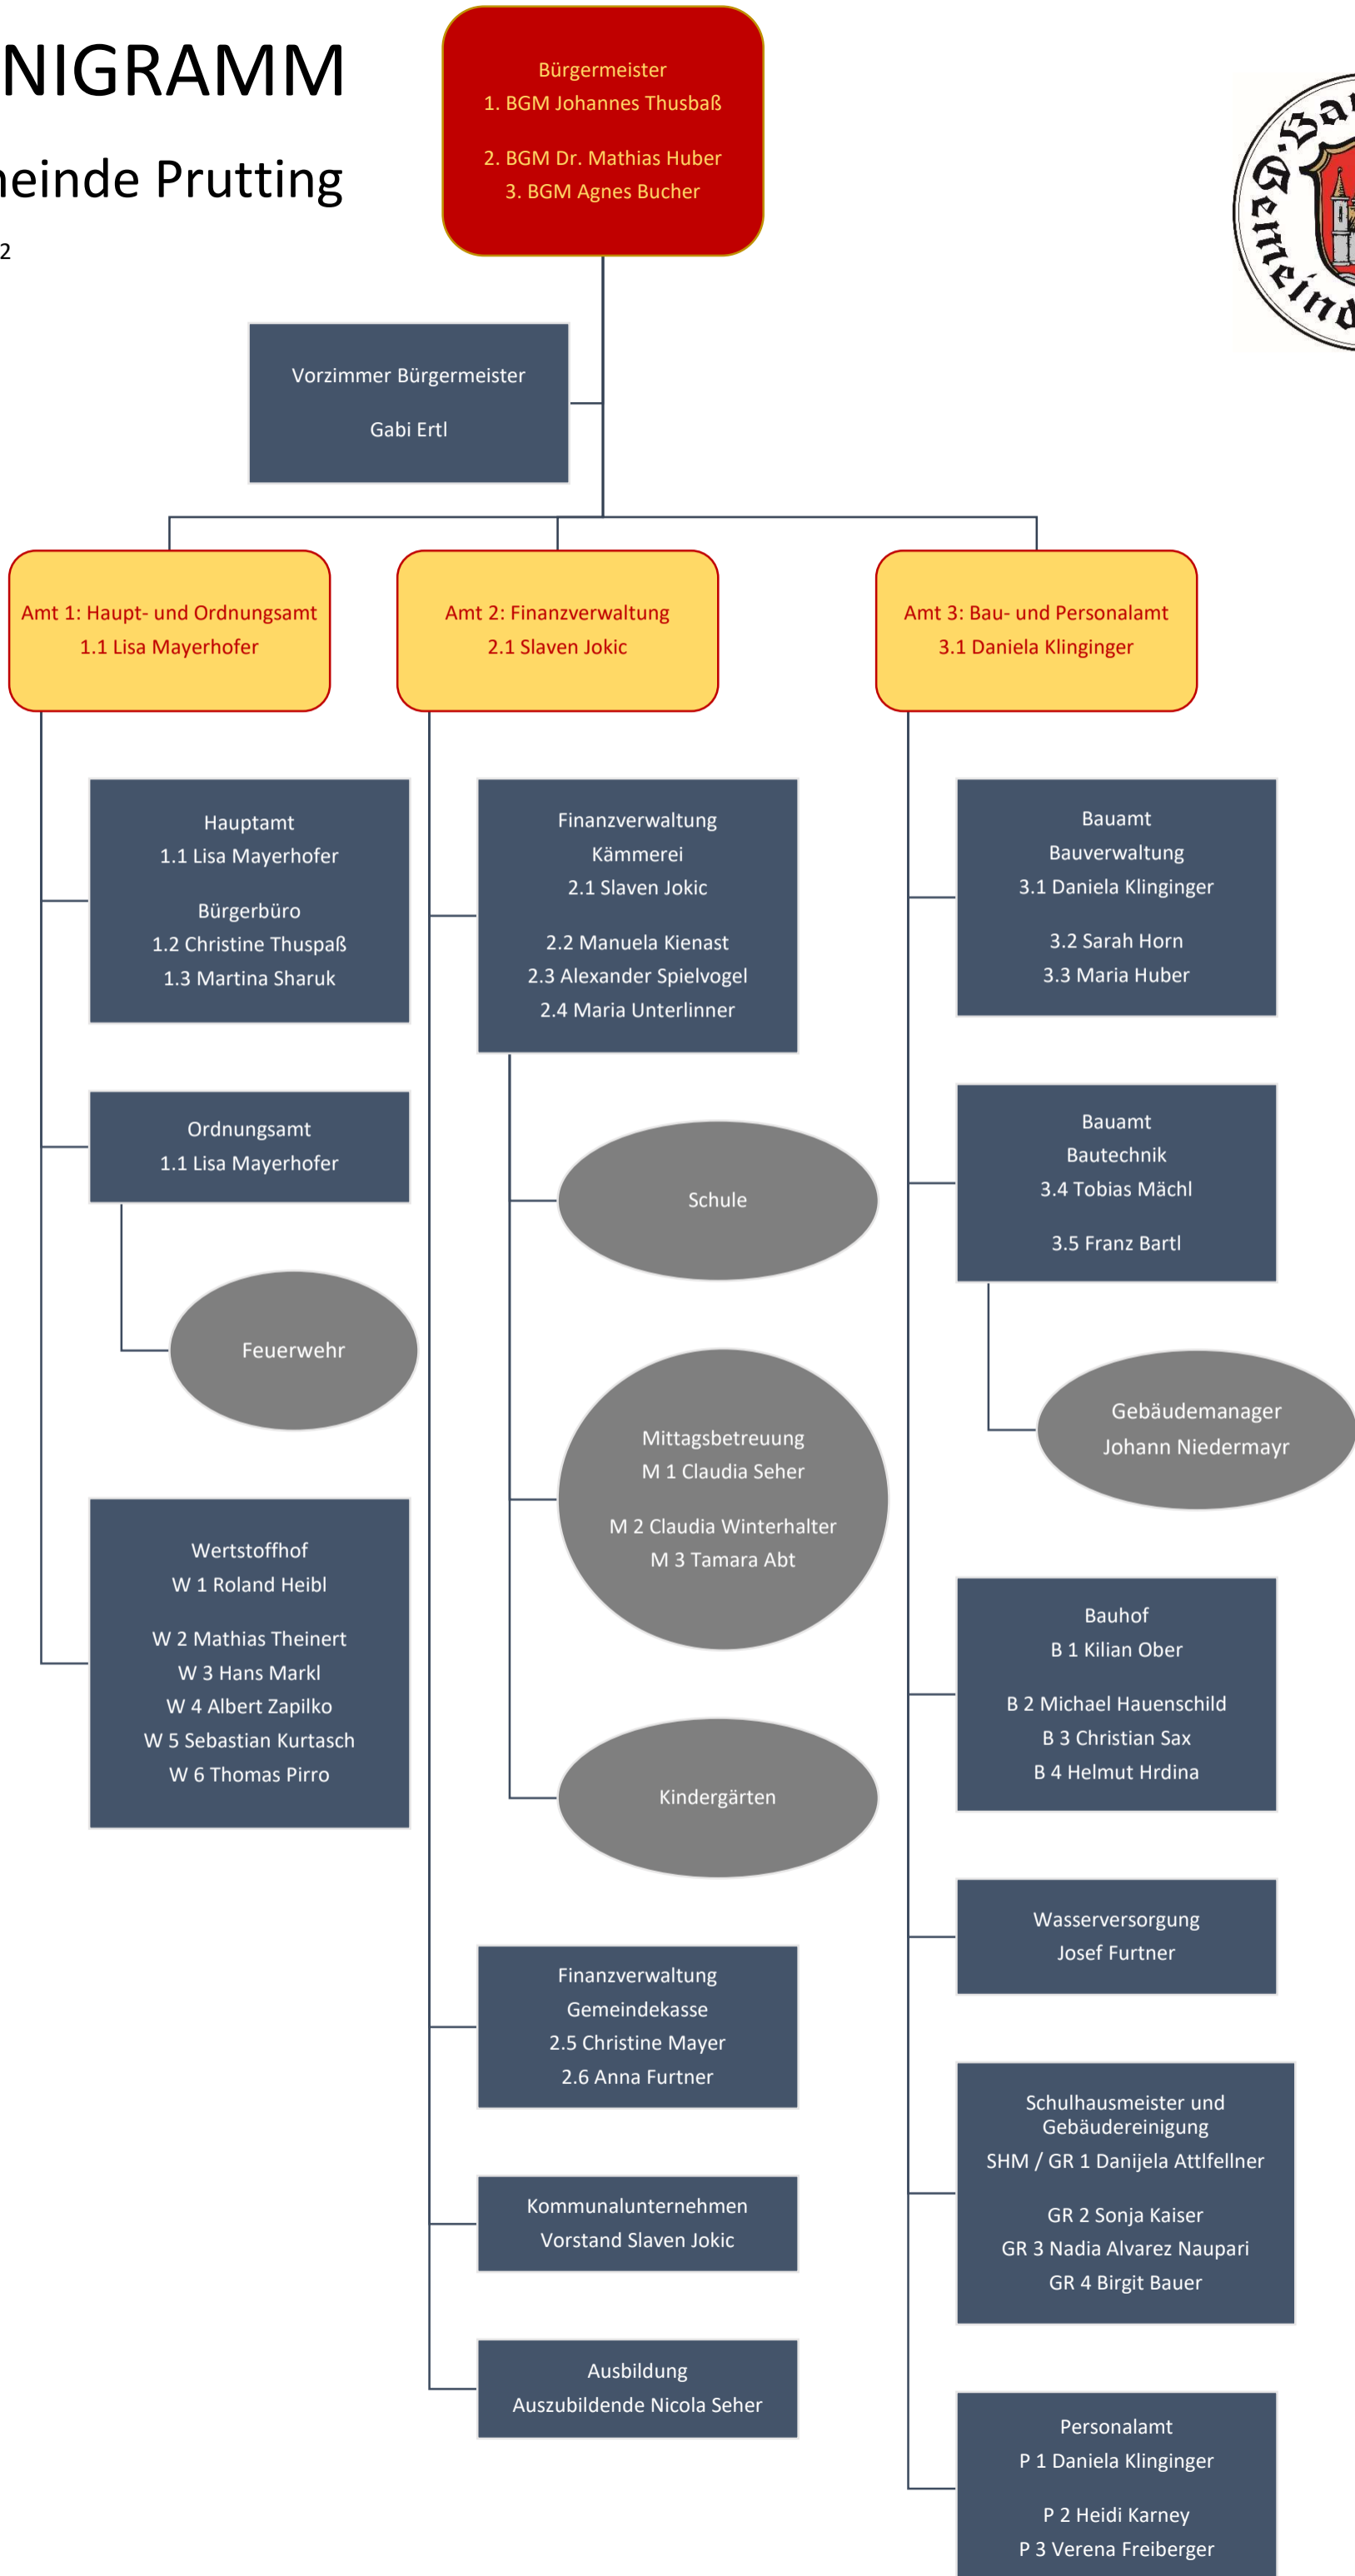 NIGRAMM
neinde Prutting
2
Bürgermeister
1. BGM Johannes Thusbaß
2. BGM Dr. Mathias Huber
3. BGM Agnes Bucher
Vorzimmer Bürgermeister
Gabi Ertl
Amt 1: Haupt- und Ordnungsamt
1.1 Lisa Mayerhofer
Hauptamt
1.1 Lisa Mayerhofer
Bürgerbüro
1.2 Christine Thuspaß
1.3 Martina Sharuk
Ordnungsamt
1.1 Lisa Mayerhofer
Feuerwehr
Wertstoffhof
W 1 Roland Heibl
W 2 Mathias Theinert
W 3 Hans Markl
W 4 Albert Zapilko
W 5 Sebastian Kurtasch
W 6 Thomas Pirro
Amt 2: Finanzverwaltung
2.1 Slaven Jokic
Finanzverwaltung
Kämmerei
2.1 Slaven Jokic
2.2 Manuela Kienast
2.3 Alexander Spielvogel
2.4 Maria Unterlinner
Schule
Mittagsbetreuung
M 1 Claudia Seher
M 2 Claudia Winterhalter
M 3 Tamara Abt
Kindergärten
Finanzverwaltung
Gemeindekasse
2.5 Christine Mayer
2.6 Anna Furtner
Kommunalunternehmen
Vorstand Slaven Jokic
Ausbildung
Auszubildende Nicola Seher
Amt 3: Bau- und Personalamt
3.1 Daniela Klinginger
Bauamt
Bauverwaltung
3.1 Daniela Klinginger
3.2 Sarah Horn
3.3 Maria Huber
Bauamt
Bautechnik
3.4 Tobias Mächl
3.5 Franz Bartl
Gebäudemanager
Johann Niedermayr
Bauhof
B 1 Kilian Ober
B 2 Michael Hauenschild
B 3 Christian Sax
B 4 Helmut Hrdina
Wasserversorgung
Josef Furtner
Schulhausmeister und
Gebäudereinigung
SHM / GR 1 Danijela Attlfellner
GR 2 Sonja Kaiser
GR 3 Nadia Alvarez Naupari
GR 4 Birgit Bauer
Personalamt
P 1 Daniela Klinginger
P 2 Heidi Karney
P 3 Verena Freiberger